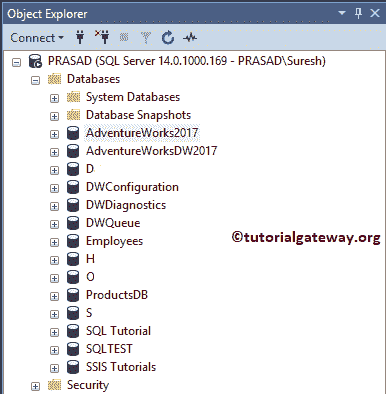 Object Explorer
Connect
PRASAD (SQL Server 14.0.1000.169 - PRASAD\Suresh)
Databases
System Databases
Database Snapshots
AdventureWorks2017
AdventureWorksDW2017
D
DWConfiguration
DWDiagnostics
DWQueue
Employees
©tutorialgateway.org
H
O
ProductsDB
S
SQL Tutorial
SQLTEST
SSIS Tutorials
Security